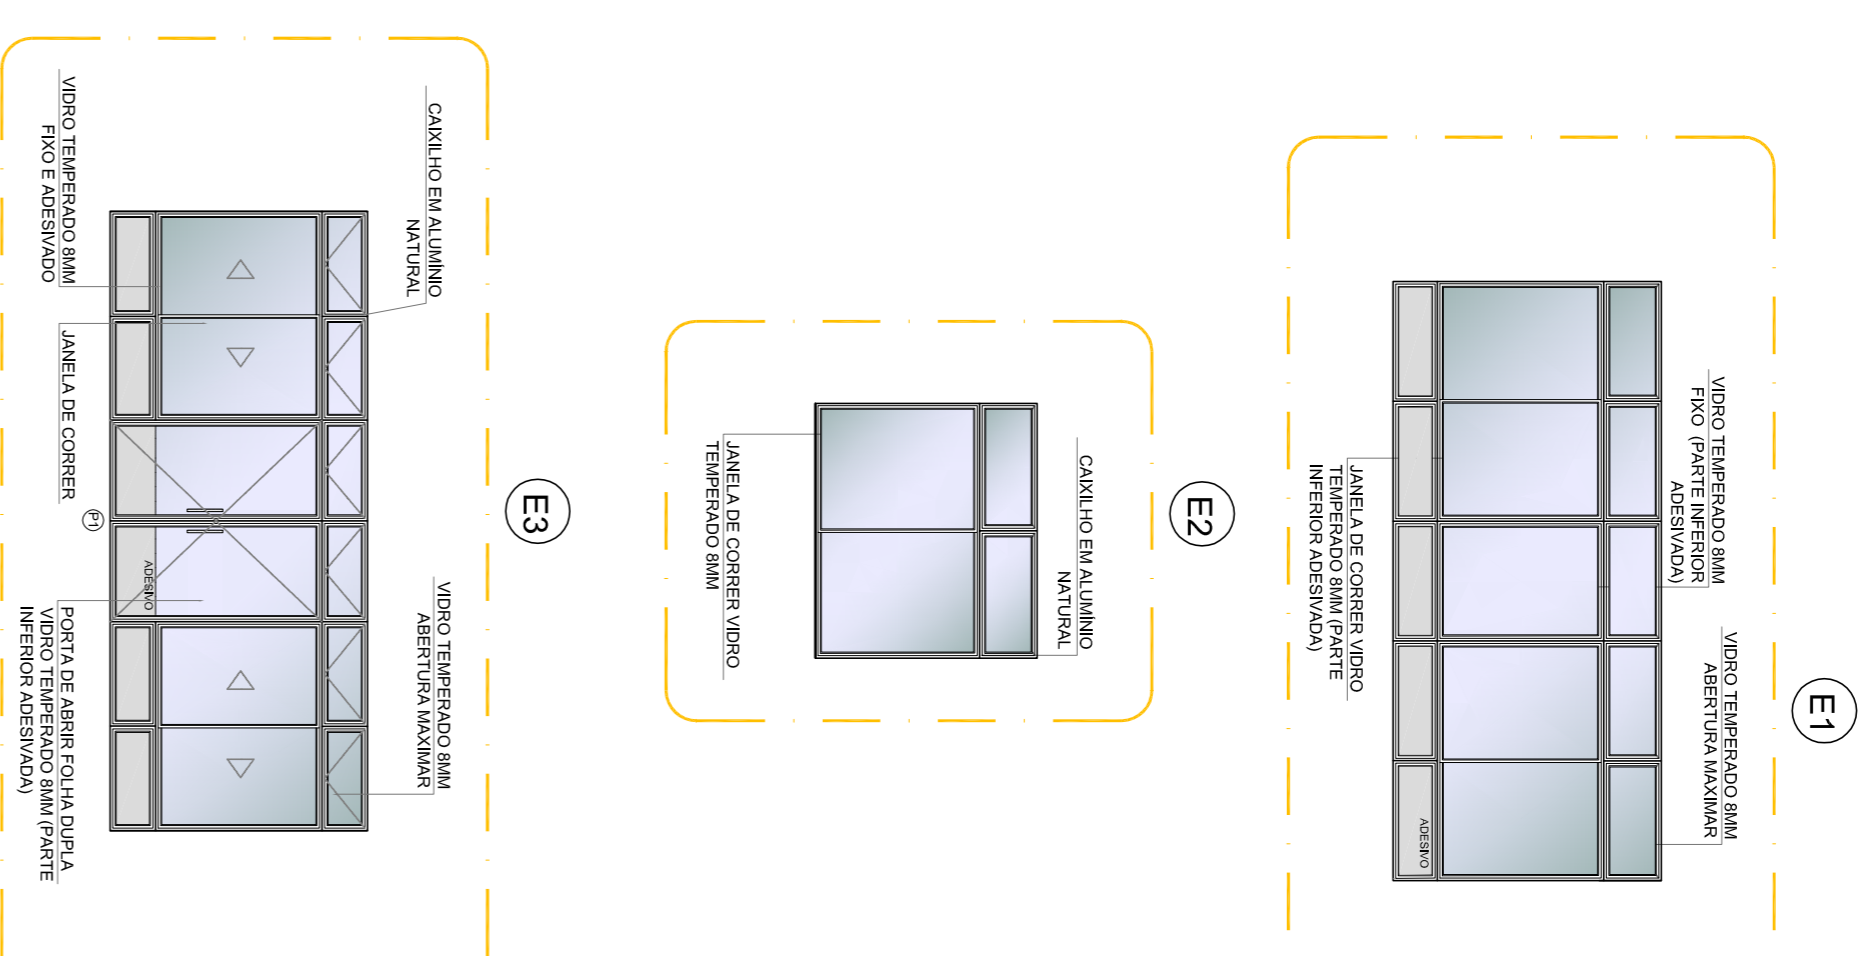 E1
VIDRO TEMPERADO 8MM
ABERTURA MAXIMAR
VIDRO TEMPERADO 8MM
FIXO (PARTE INFERIOR
ADESIVADA)
ADESIVO
JANELA DE CORRER VIDRO
TEMPERADO 8MM (PARTE
INFERIOR ADESIVADA)
E2
CAIXILHO EM ALUMÍNIO
NATURAL
JANELA DE CORRER VIDRO
TEMPERADO 8MM
E3
CAIXILHO EM ALUMÍNIO
NATURAL
VIDRO TEMPERADO 8MM
ABERTURA MAXIMAR
ADESIVO
P1
VIDRO TEMPERADO 8MM
FIXO E ADESIVADO
JANELA DE CORRER
PORTA DE ABRIR FOLHA DUPLA
VIDRO TEMPERADO 8MM (PARTE
INFERIOR ADESIVADA)